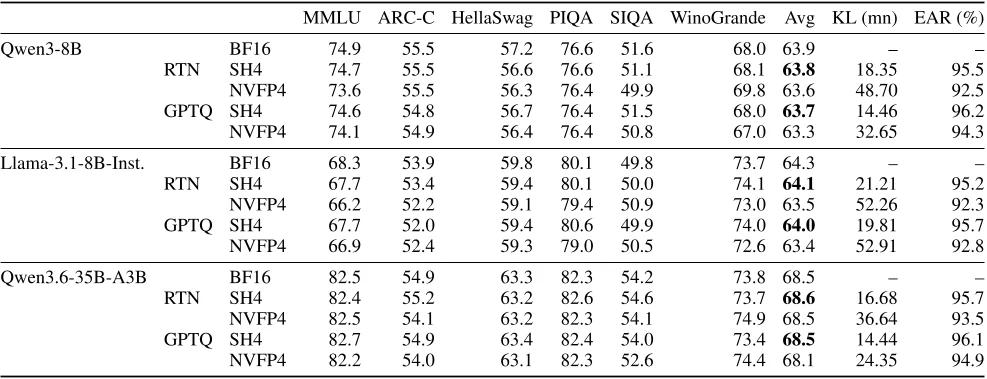 MMLU ARC-C HellaSwag PIQA SIQA WinoGrande Avg KL (mn) EAR (%)
Qwen3-8B BF16 74.9 55.5 57.2 76.6 51.6 68.0 63.9 – –
RTN SH4 74.7 55.5 56.6 76.6 51.1 68.1 63.8 18.35 95.5
NVFP4 73.6 55.5 56.3 76.4 49.9 69.8 63.6 48.70 92.5
GPTQ SH4 74.6 54.8 56.7 76.4 51.5 68.0 63.7 14.46 96.2
NVFP4 74.1 54.9 56.4 76.4 50.8 67.0 63.3 32.65 94.3
Llama-3.1-8B-Inst. BF16 68.3 53.9 59.8 80.1 49.8 73.7 64.3 – –
RTN SH4 67.7 53.4 59.4 80.1 50.0 74.1 64.1 21.21 95.2
NVFP4 66.2 52.2 59.1 79.4 50.9 73.0 63.5 52.26 92.3
GPTQ SH4 67.7 52.0 59.4 80.6 49.9 74.0 64.0 19.81 95.7
NVFP4 66.9 52.4 59.3 79.0 50.5 72.6 63.4 52.91 92.8
Qwen3.6-35B-A3B BF16 82.5 54.9 63.3 82.3 54.2 73.8 68.5 – –
RTN SH4 82.4 55.2 63.2 82.6 54.6 73.7 68.6 16.68 95.7
NVFP4 82.5 54.1 63.2 82.3 54.1 74.9 68.5 36.64 93.5
GPTQ SH4 82.7 54.9 63.4 82.4 54.0 73.4 68.5 14.44 96.1
NVFP4 82.2 54.0 63.1 82.3 52.6 74.4 68.1 24.35 94.9